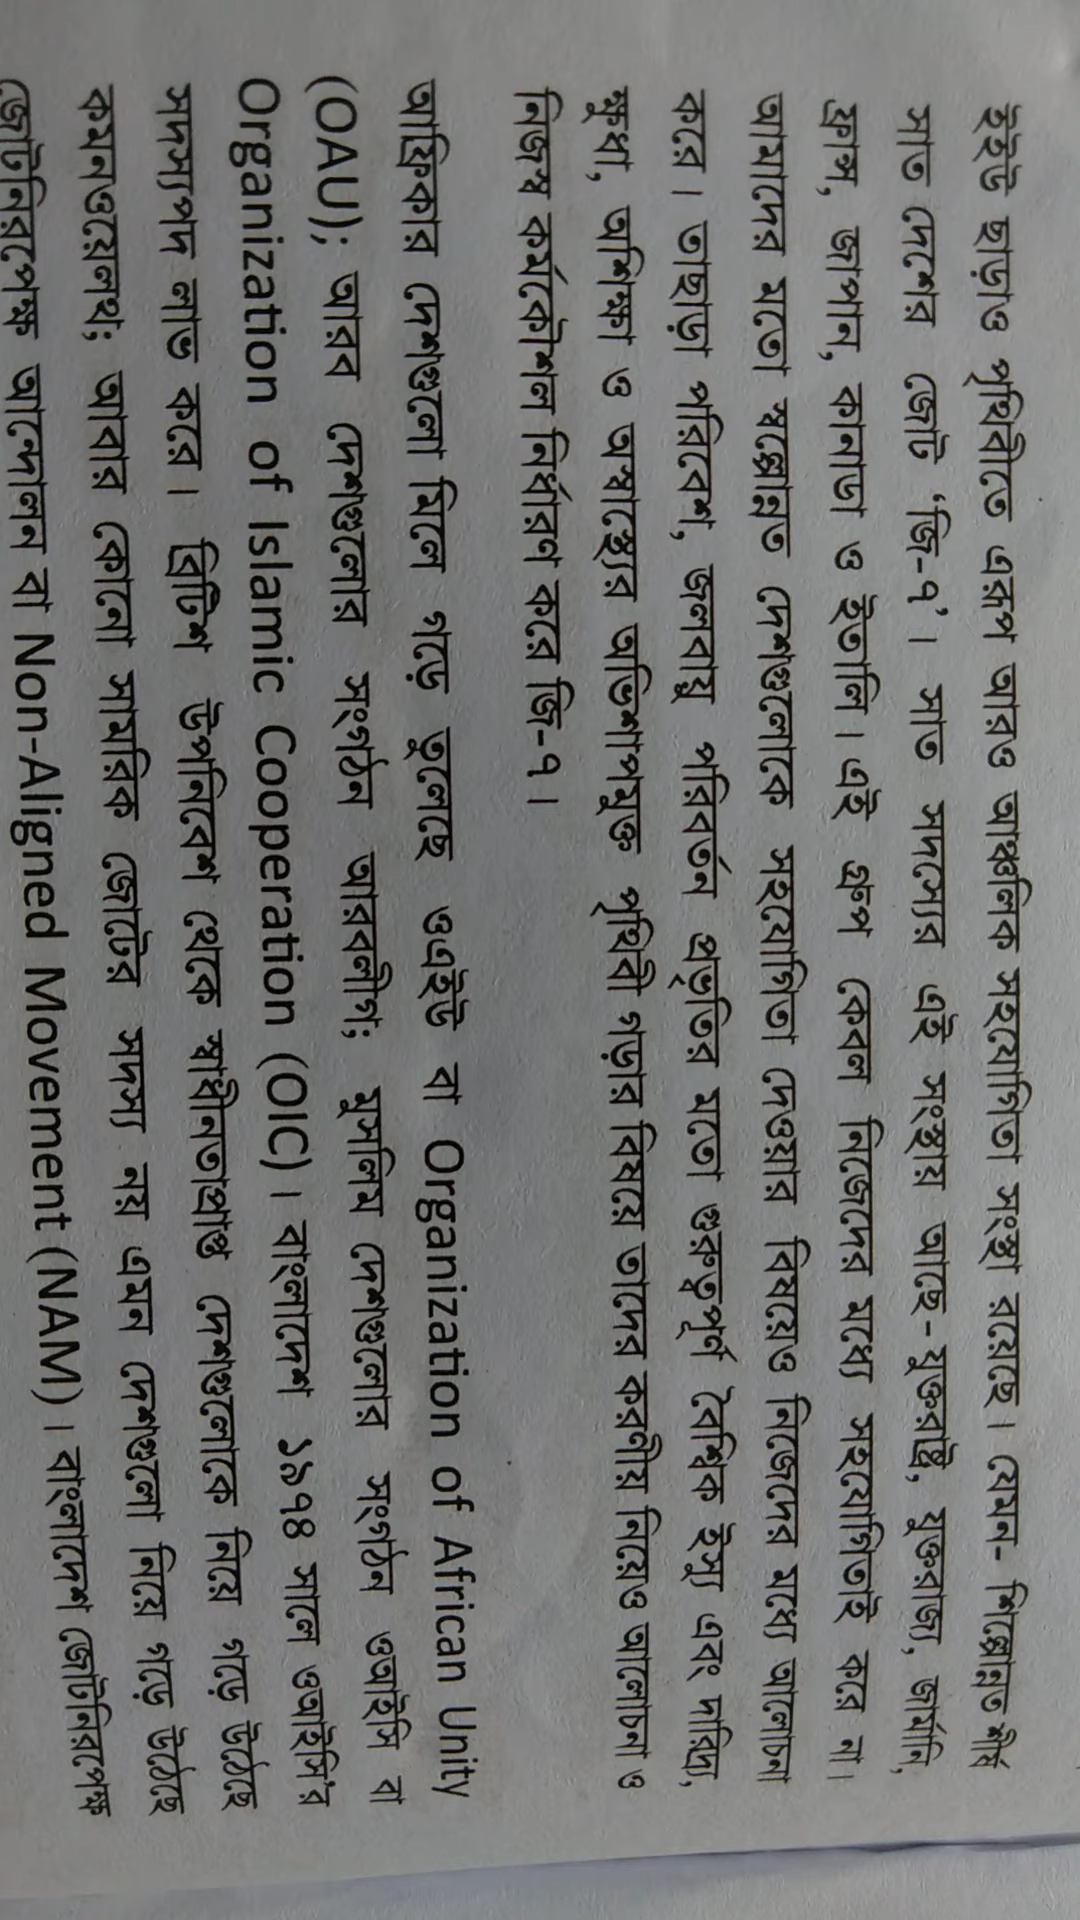 ইইউ ছাড়াও পৃথিবীতে এরূপ আরও আঞ্চলিক সহযোগিতা সংস্থা রয়েছে। যেমন- শিল্পোন্নত শীর্ষ
সাত দেশের জোট ‘জি-৭’। সাত সদস্যের এই সংস্থায় আছে- যুক্তরাষ্ট্র, যুক্তরাজ্য, জার্মানি,
ফ্রান্স, জাপান, কানাডা ও ইতালি। এই গ্রুপ কেবল নিজেদের মধ্যে সহযোগিতাই করে না।
আমাদের মতো স্বল্পোন্নত দেশগুলোকে সহযোগিতা দেওয়ার বিষয়েও নিজেদের মধ্যে আলোচনা
করে। তাছাড়া পরিবেশ, জলবায়ু পরিবর্তন প্রভৃতির মতো গুরুত্বপূর্ণ বৈশ্বিক ইস্যু এবং দারিদ্র্য,
ক্ষুধা, অশিক্ষা ও অস্বাস্থ্যের অভিশাপমুক্ত পৃথিবী গড়ার বিষয়ে তাদের করণীয় নিয়েও আলোচনা ও
নিজস্ব কর্মকৌশল নির্ধারণ করে জি-৭।
আফ্রিকার দেশগুলো মিলে গড়ে তুলেছে ওএইউ বা Organization of African Unity
(OAU); আরব দেশগুলোর সংগঠন আরবলীগ; মুসলিম দেশগুলোর সংগঠন ওআইসি বা
Organization of Islamic Cooperation (OIC)। বাংলাদেশ ১৯৭৪ সালে ওআইসি’র
সদস্যপদ লাভ করে। ব্রিটিশ উপনিবেশ থেকে স্বাধীনতাপ্রাপ্ত দেশগুলোকে নিয়ে গড়ে উঠেছে
কমনওয়েলথ; আবার কোনো সামরিক জোটের সদস্য নয় এমন দেশগুলো নিয়ে গড়ে উঠেছে
জোটনিরপেক্ষ আন্দোলন বা Non-Aligned Movement (NAM)। বাংলাদেশ জোটনিরপেক্ষ